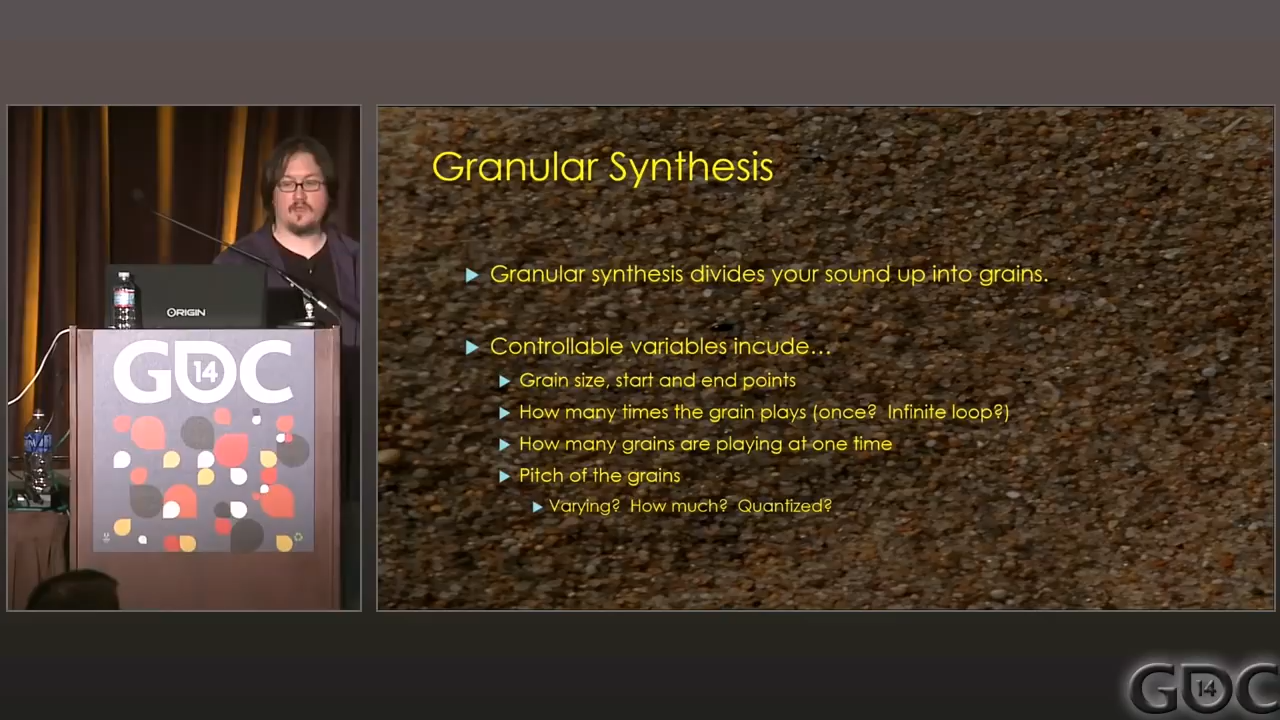 Granular Synthesis
Granular synthesis divides your sound up into grains.
Controllable variables incude…
Grain size, start and end points
How many times the grain plays (once? Infinite loop?)
How many grains are playing at one time
Pitch of the grains
Varying? How much? Quantized?
ORIGIN
GDC
14
GDC
14